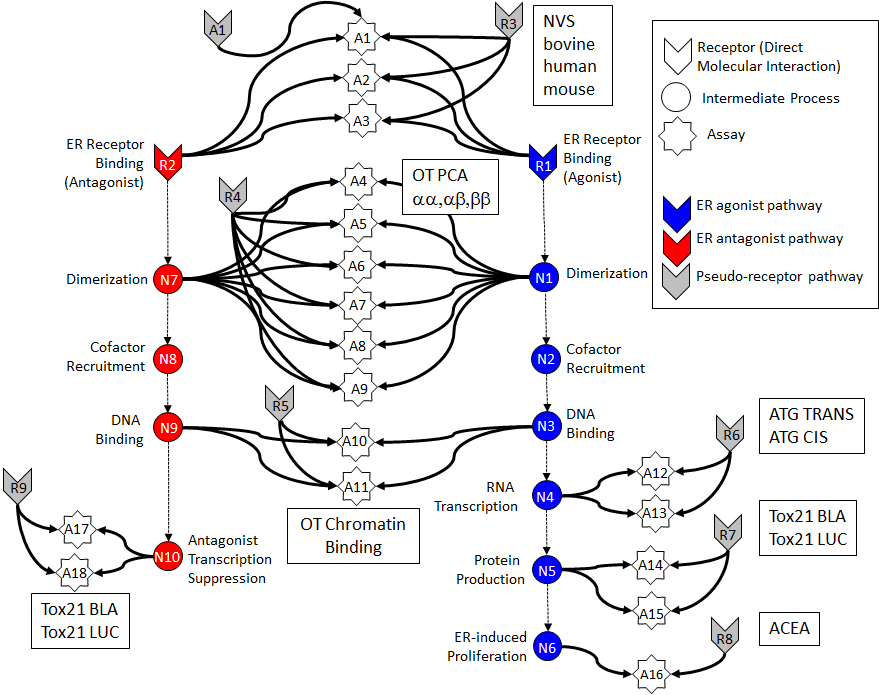 A1
R3
A1
A2
A3
NVS
bovine
human
mouse
Receptor (Direct
Molecular Interaction)
Intermediate Process
Assay
ER agonist pathway
ER antagonist pathway
Pseudo-receptor pathway
ER Receptor
Binding
(Antagonist)
R2
R1
ER Receptor
Binding
(Agonist)
R4
A4
A5
A6
A7
A8
A9
OT PCA
αα,αβ,ββ
Dimerization
N7
N1
Dimerization
Cofactor
Recruitment
N8
N2
Cofactor
Recruitment
DNA
Binding
N9
R5
A10
A11
N3
DNA
Binding
OT Chromatin
Binding
R6
ATG TRANS
ATG CIS
RNA
Transcription
N4
A12
A13
R9
A17
A18
N10
Antagonist
Transcription
Suppression
Tox21 BLA
Tox21 LUC
R7
Tox21 BLA
Tox21 LUC
Protein
Production
N5
A14
A15
ER-induced
Proliferation
N6
A16
R8
ACEA